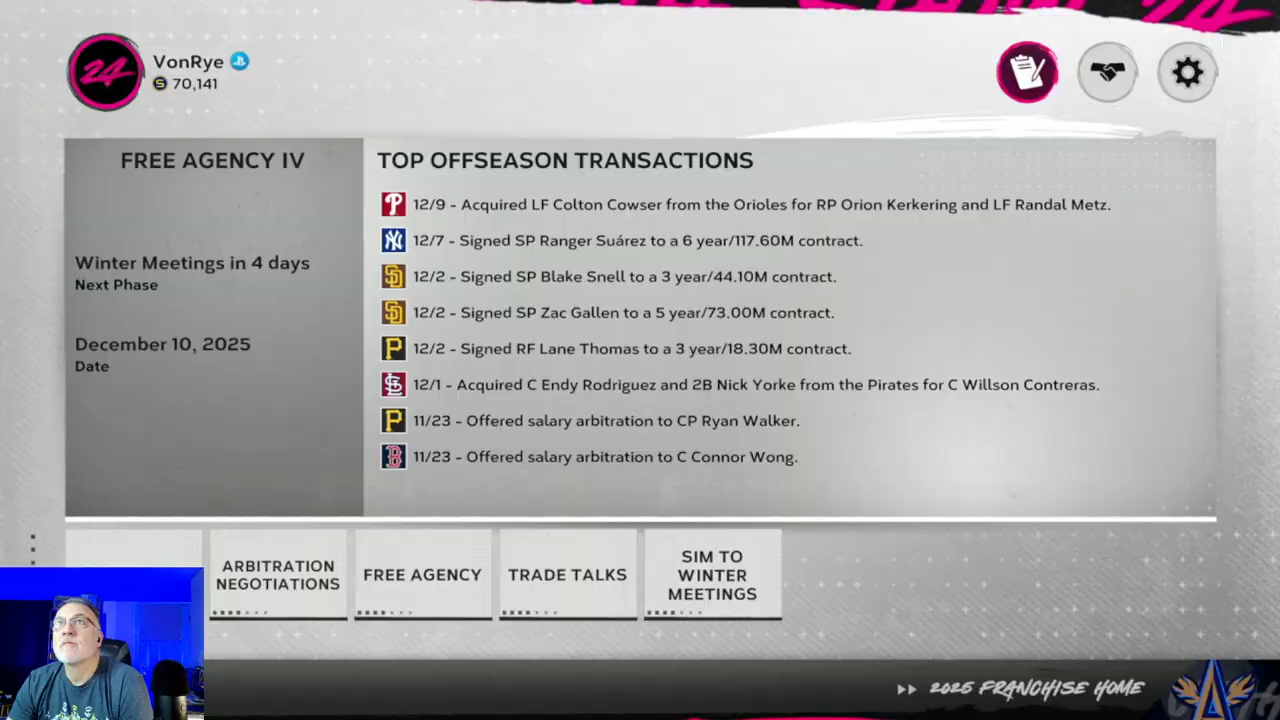 24
VonRye
S 70,141
FREE AGENCY IV
Winter Meetings in 4 days
Next Phase
December 10, 2025
Date
TOP OFFSEASON TRANSACTIONS
12/9 - Acquired LF Colton Cowser from the Orioles for RP Orion Kerkering and LF Randal Metz.
12/7 - Signed SP Ranger Suárez to a 6 year/117.60M contract.
12/2 - Signed SP Blake Snell to a 3 year/44.10M contract.
12/2 - Signed SP Zac Gallen to a 5 year/73.00M contract.
12/2 - Signed RF Lane Thomas to a 3 year/18.30M contract.
12/1 - Acquired C Endy Rodriguez and 2B Nick Yorke from the Pirates for C Willson Contreras.
11/23 - Offered salary arbitration to CP Ryan Walker.
11/23 - Offered salary arbitration to C Connor Wong.
ARBITRATION
NEGOTIATIONS
FREE AGENCY
TRADE TALKS
SIM TO
WINTER
MEETINGS
2025 FRANCHISE HOME